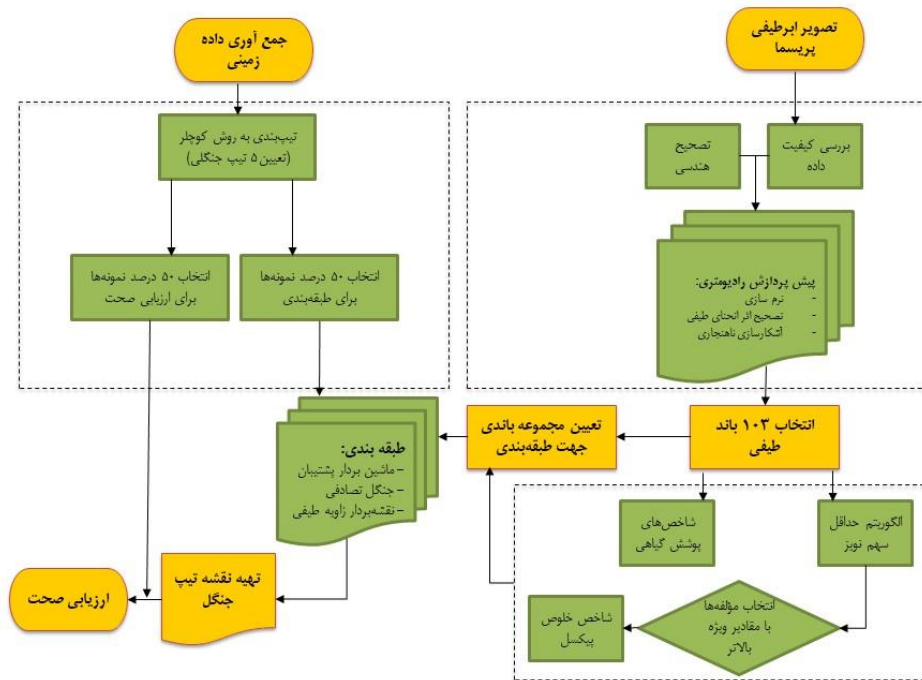 تصویر ابرطیفی
پریسما
بررسی کیفیت
داده
تصحیح
هندسی
پیش پردازش رادیومتری:
- نرم سازی
- تصحیح اثر انحنای طیفی
- آشکارسازی ناهنجاری
انتخاب ۱۰۳ باند
طیفی
الگوریتم حداقل
سهم نویز
شاخص‌های
پوشش گیاهی
انتخاب مؤلفه‌ها
با مقادیر ویژه
بالاتر
شاخص خلوص
پیکسل
تعیین مجموعه باندی
جهت طبقه‌بندی
جمع آوری داده
زمینی
تیپ‌بندی به روش کوچلر
(تعیین ۵ تیپ جنگلی)
انتخاب ۵۰ درصد نمونه‌ها
برای طبقه‌بندی
انتخاب ۵۰ درصد نمونه‌ها
برای ارزیابی صحت
طبقه بندی:
– ماشین بردار پشتیبان
– جنگل تصادفی
– نقشه‌بردار زاویه طیفی
تهیه نقشه تیپ
جنگل
ارزیابی صحت